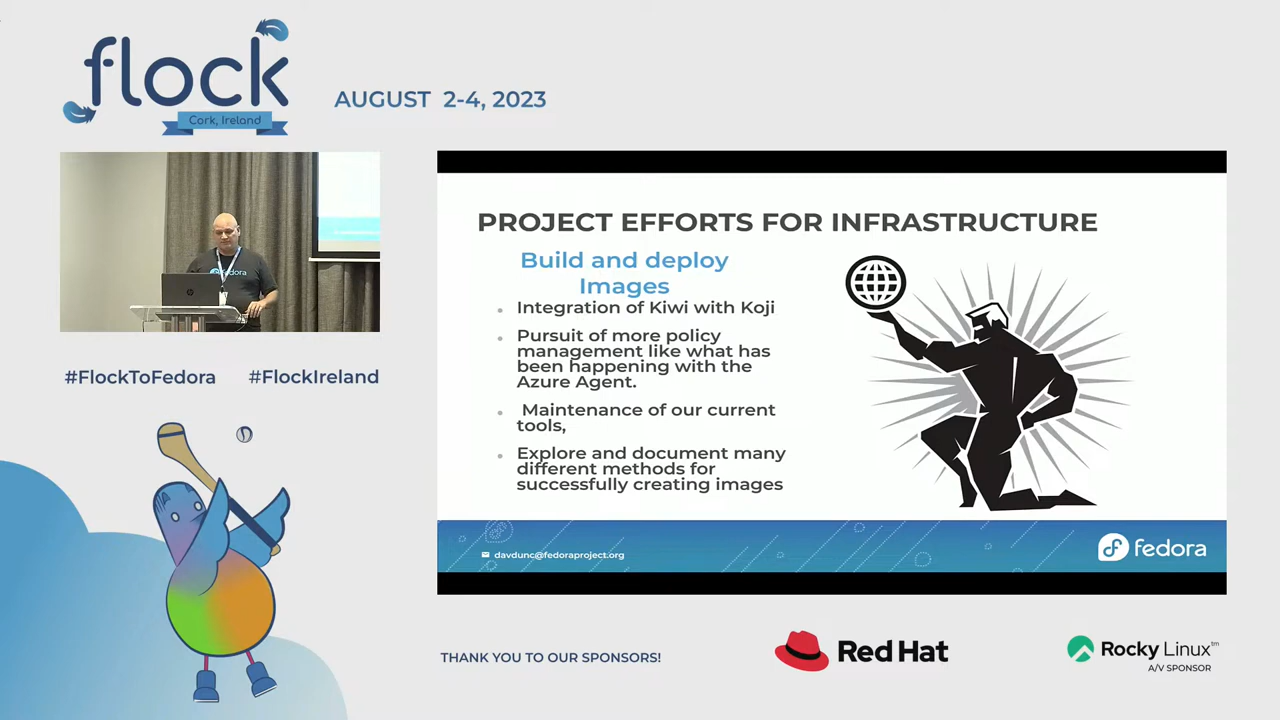 flock
Cork, Ireland
AUGUST 2-4, 2023
fedora
hp
#FlockToFedora #FlockIreland
PROJECT EFFORTS FOR INFRASTRUCTURE
Build and deploy
Images
Integration of Kiwi with Koji
Pursuit of more policy
management like what has
been happening with the
Azure Agent.
Maintenance of our current
tools,
Explore and document many
different methods for
successfully creating images
davdunc@fedoraproject.org
fedora
THANK YOU TO OUR SPONSORS!
Red Hat
Rocky Linux™
A/V SPONSOR